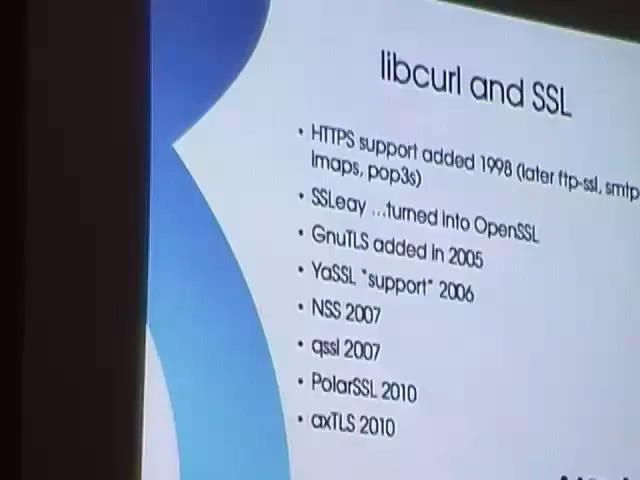 libcurl and SSL
• HTTPS support added 1998 (later ftp-ssl, smtp
imaps, pop3s)
• SSLeay ...turned into OpenSSL
• GnuTLS added in 2005
• YaSSL "support" 2006
• NSS 2007
• qssl 2007
• PolarSSL 2010
• axTLS 2010